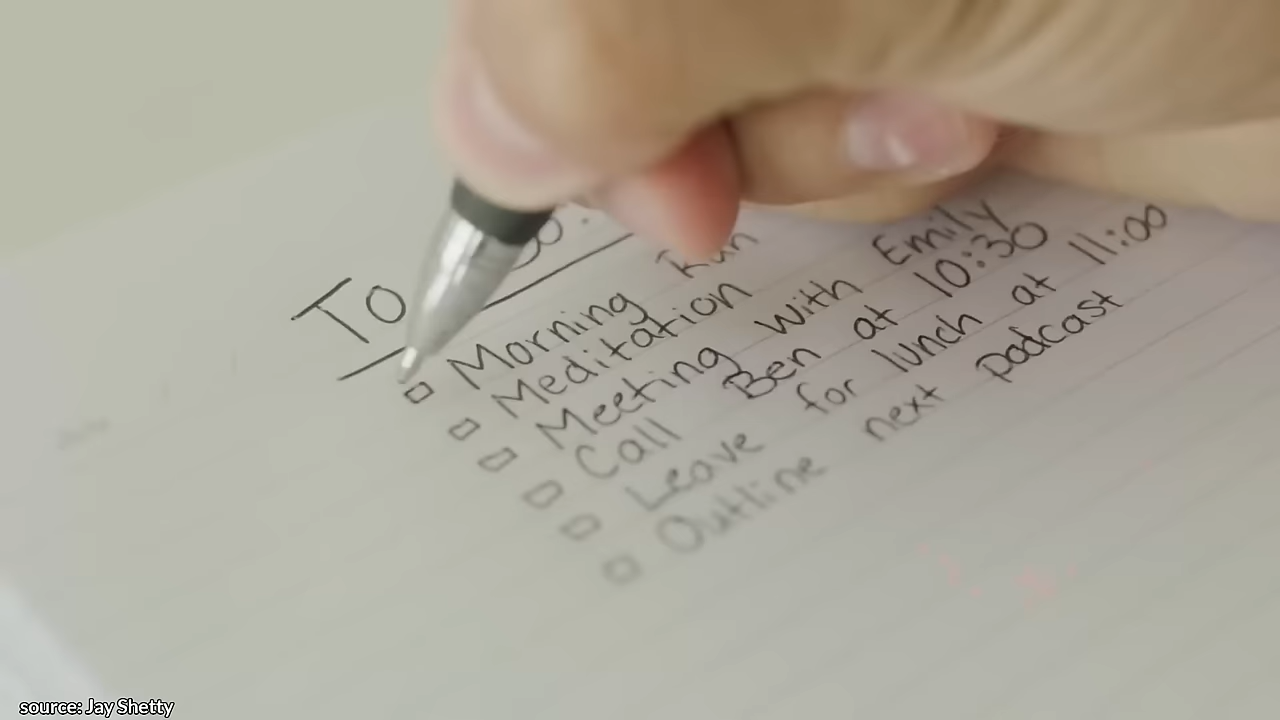 To Do:
Morning Run
Meditation
Meeting with Emily
Call Ben at 10:30
Leave for lunch at 11:00
Outline next podcast
source: Jay Shetty